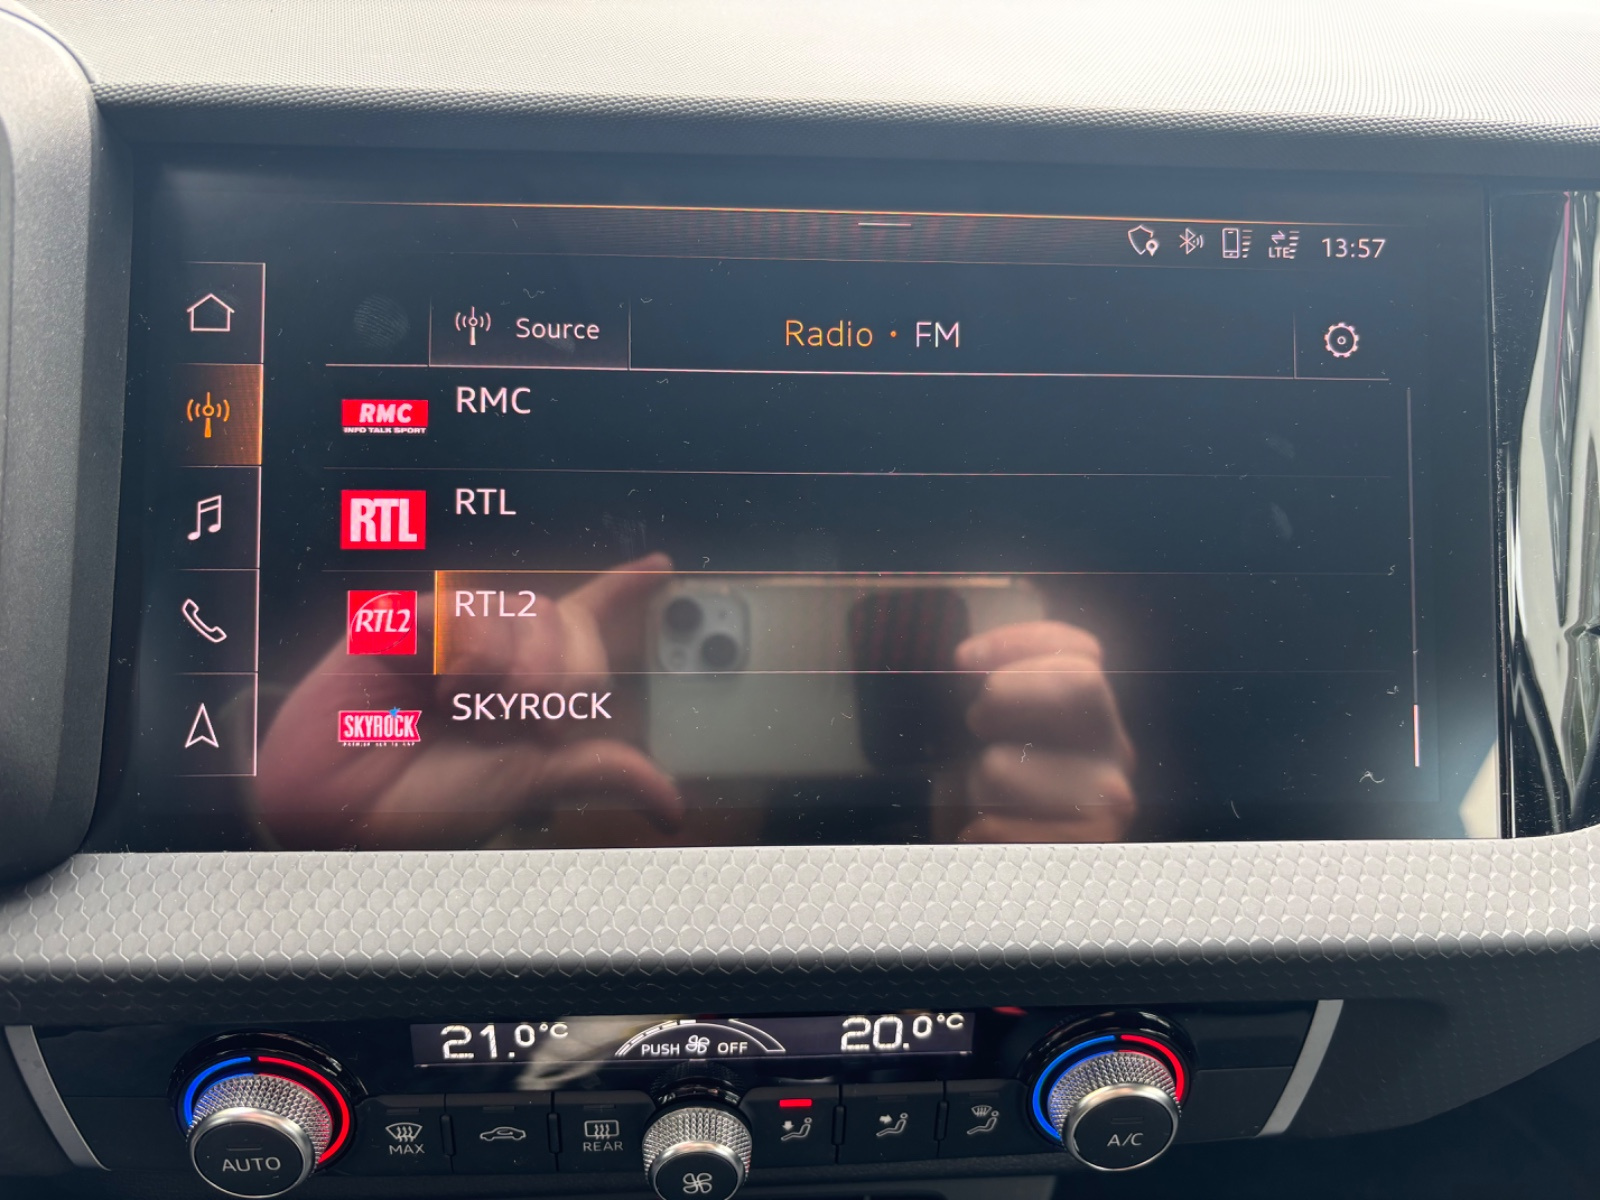 LTE
13:57
Source
Radio • FM
RMC
INFO TALK SPORT
RMC
RTL
RTL
RTL2
RTL2
SKYROCK
SKYROCK
21.0°C
PUSH OFF
20.0°C
AUTO
MAX
REAR
A/C